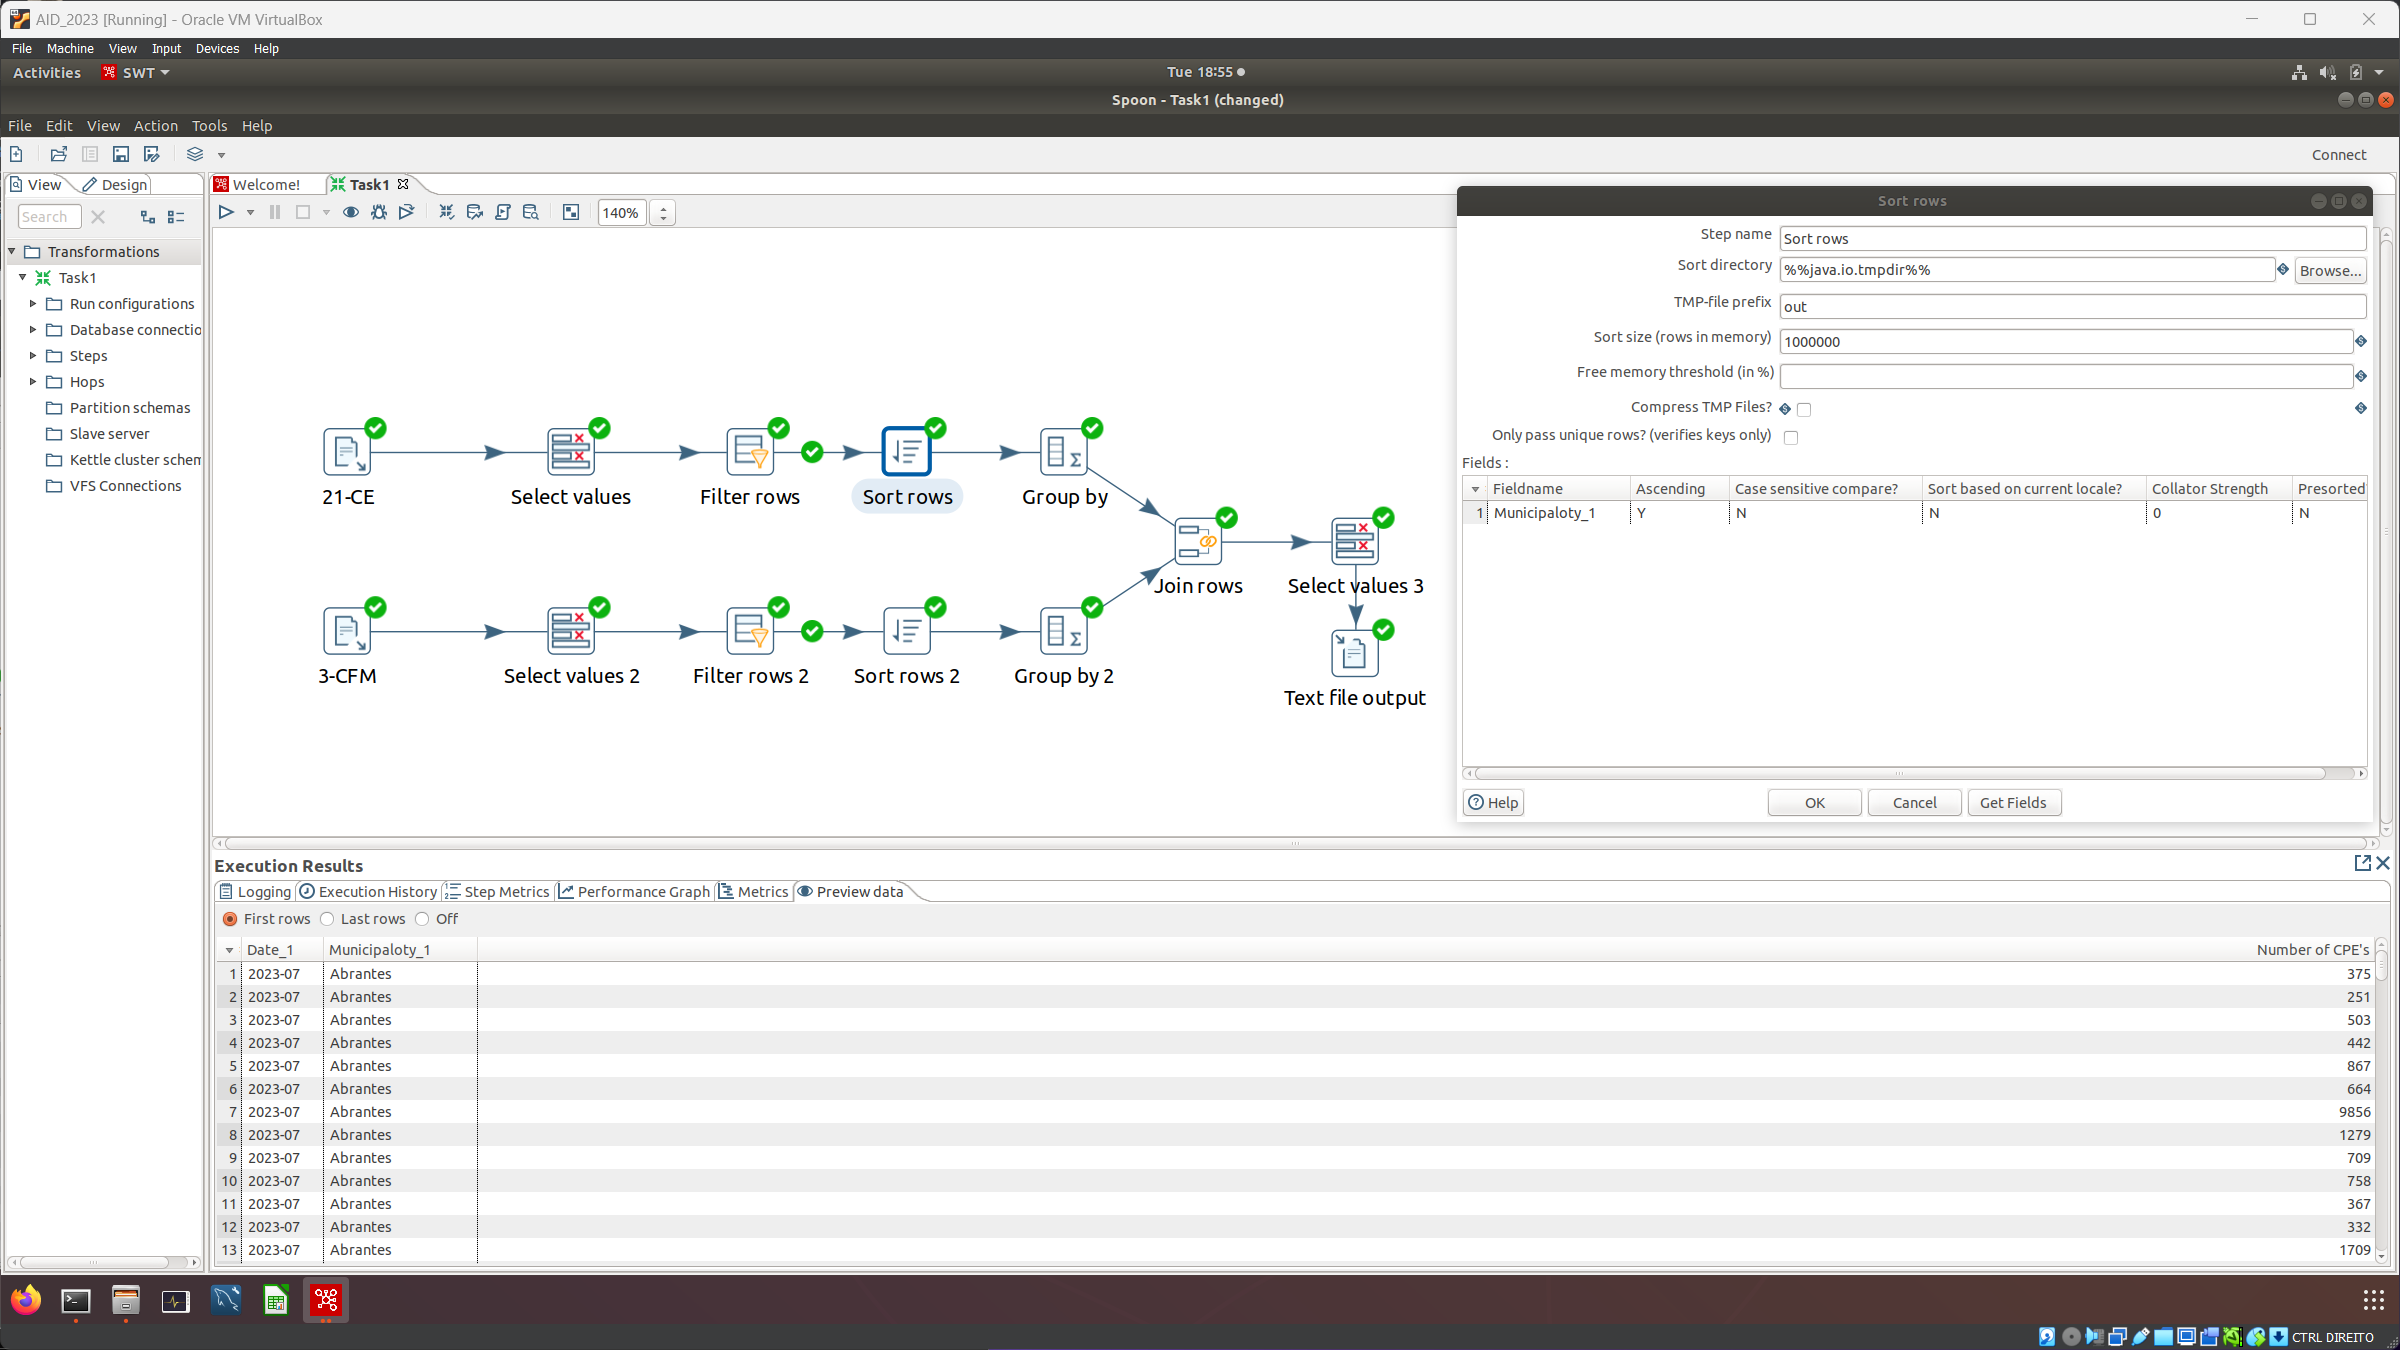 AID_2023 [Running] - Oracle VM VirtualBox
File Machine View Input Devices Help
Activities SWT Tue 18:55
Spoon - Task1 (changed)
File Edit View Action Tools Help
Connect
View Design Welcome! Task1
Search
140%
Transformations
Task1
Run configurations
Database connectio
Steps
Hops
Partition schemas
Slave server
Kettle cluster schem
VFS Connections
21-CE Select values Filter rows Sort rows Group by
Join rows Select values 3
3-CFM Select values 2 Filter rows 2 Sort rows 2 Group by 2
Text file output
Sort rows
Step name Sort rows
Sort directory %%java.io.tmpdir%% Browse...
TMP-file prefix out
Sort size (rows in memory) 1000000
Free memory threshold (in %)
Compress TMP Files?
Only pass unique rows? (verifies keys only)
Fields :
Fieldname Ascending Case sensitive compare? Sort based on current locale? Collator Strength Presorted
1 Municipaloty_1 Y N N 0 N
Help OK Cancel Get Fields
Execution Results
Logging Execution History Step Metrics Performance Graph Metrics Preview data
First rows Last rows Off
Date_1 Municipaloty_1 Number of CPE's
1 2023-07 Abrantes 375
2 2023-07 Abrantes 251
3 2023-07 Abrantes 503
4 2023-07 Abrantes 442
5 2023-07 Abrantes 867
6 2023-07 Abrantes 664
7 2023-07 Abrantes 9856
8 2023-07 Abrantes 1279
9 2023-07 Abrantes 709
10 2023-07 Abrantes 758
11 2023-07 Abrantes 367
12 2023-07 Abrantes 332
13 2023-07 Abrantes 1709
CTRL DIREITO